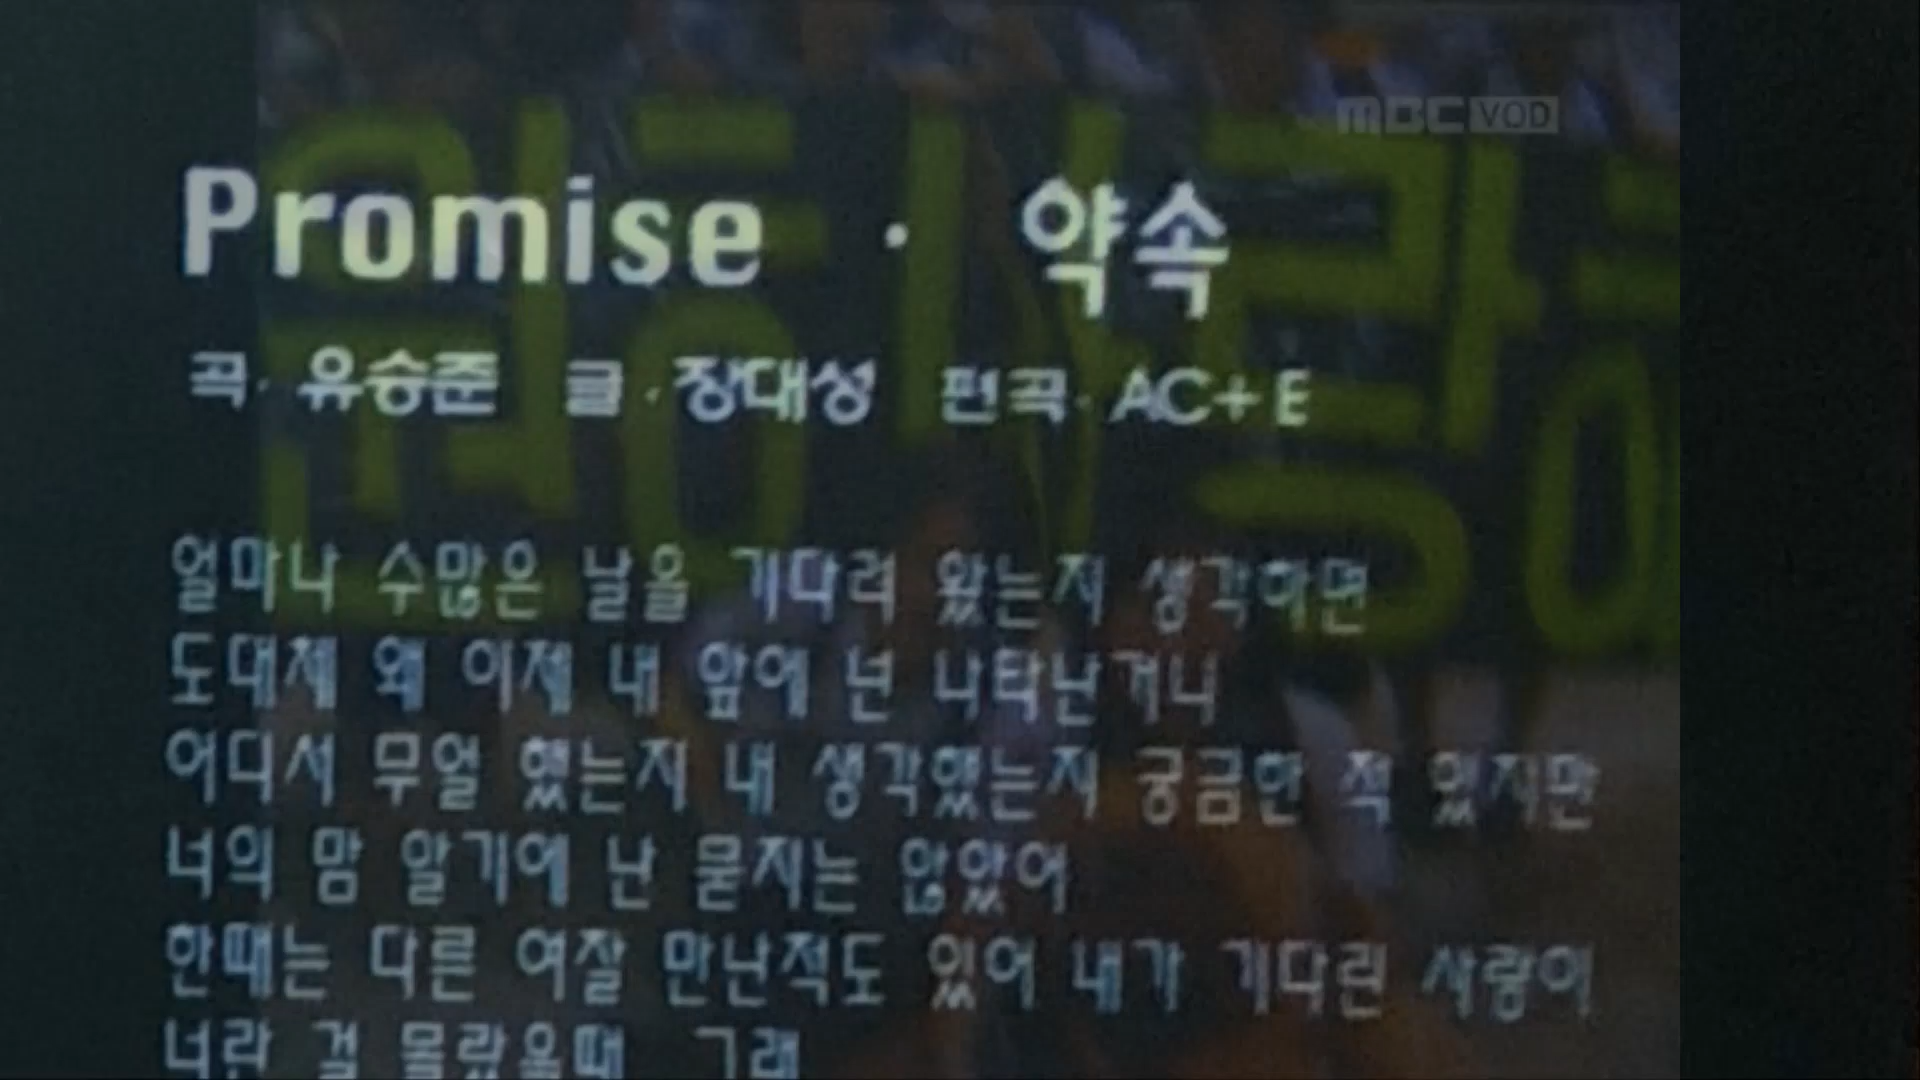 MBC VOD
Promise · 약속
곡· 유승준 글· 장대성 편곡· AC+E
얼마나 수많은 날을 기다려 왔는지 생각하면
도대체 왜 이제 내 앞에 넌 나타난거니
어디서 무얼 했는지 내 생각했는지 궁금한 적 있지만
너의 맘 알기에 난 묻지는 않았어
한때는 다른 여잘 만난적도 있어 내가 기다린 사랑이
너란 걸 몰랐을때 그래